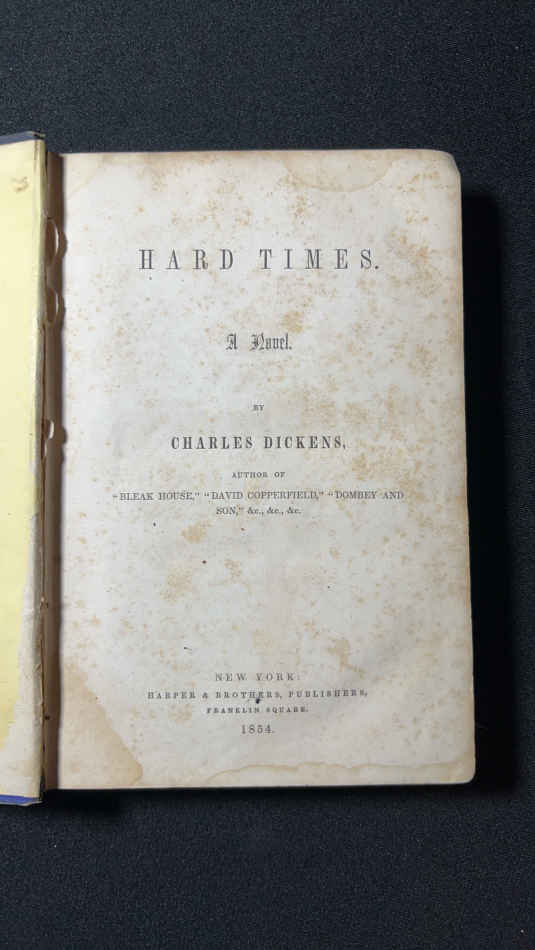 HARD TIMES.
A Novel.
BY
CHARLES DICKENS,
AUTHOR OF
"BLEAK HOUSE," "DAVID COPPERFIELD," "DOMBEY AND
SON," &c., &c., &c.
NEW YORK:
HARPER & BROTHERS, PUBLISHERS,
FRANKLIN SQUARE.
1854.